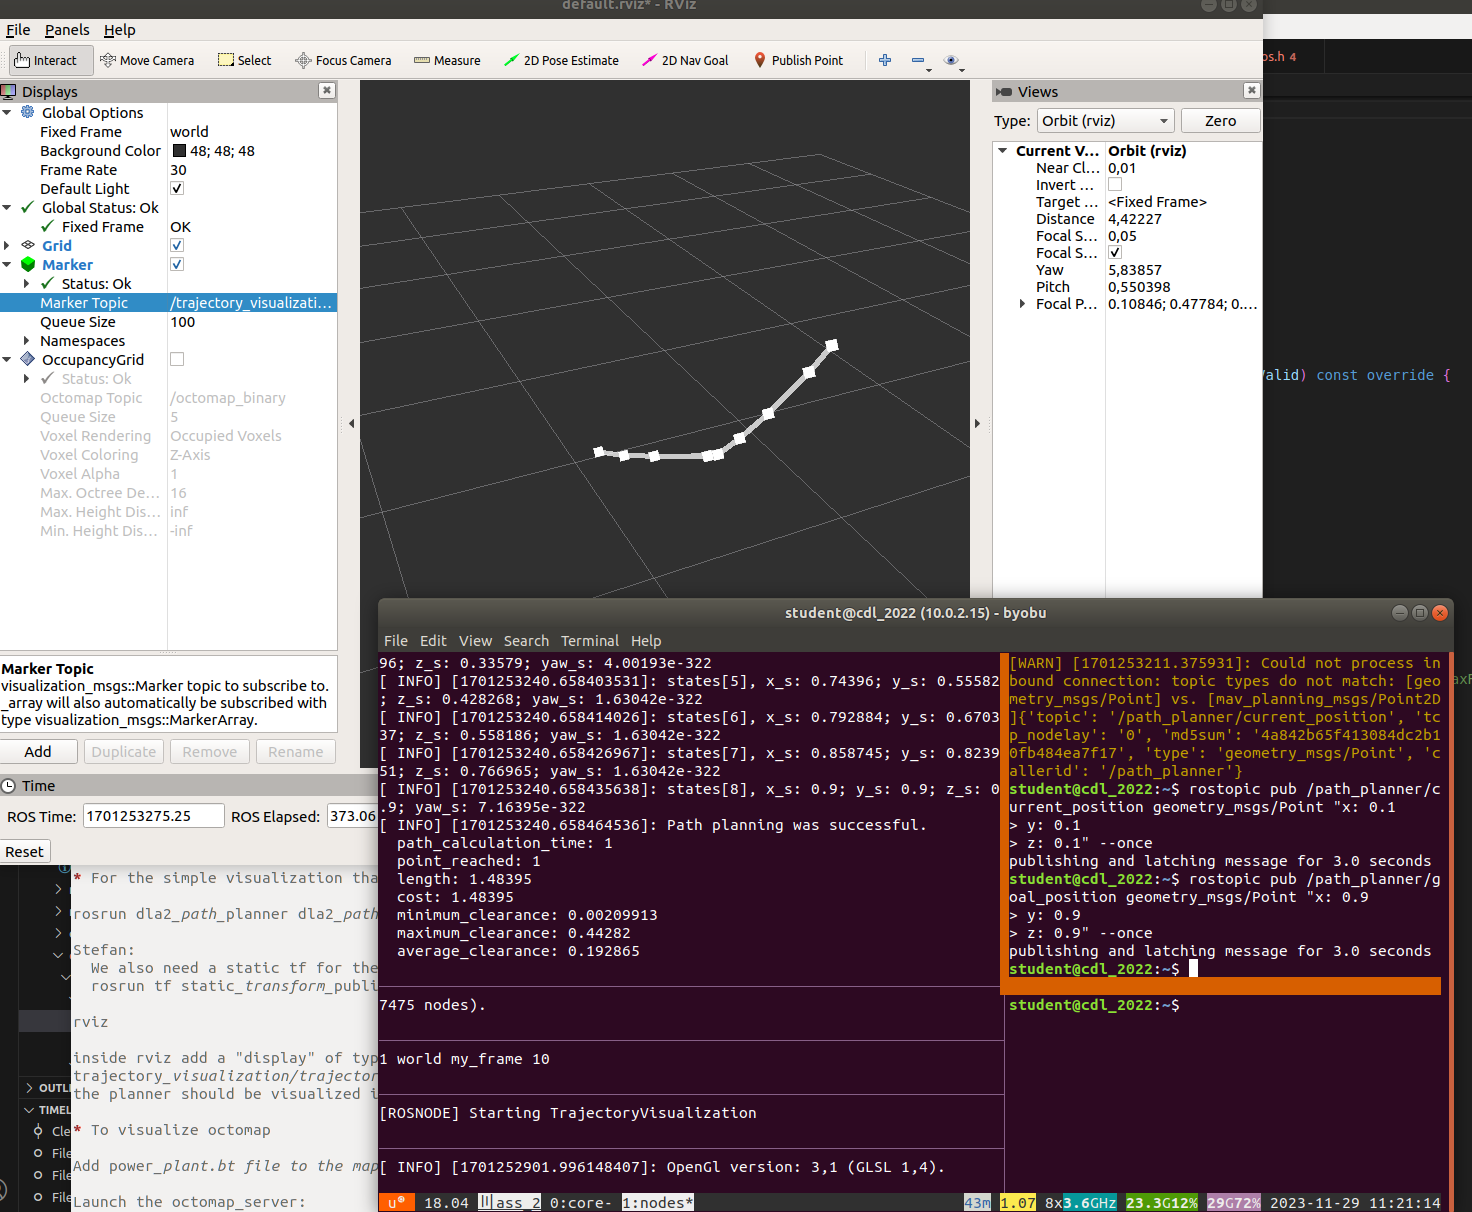 default.rviz* - RViz
File Panels Help
Interact Move Camera Select Focus Camera Measure 2D Pose Estimate 2D Nav Goal Publish Point
Displays
Global Options
Fixed Frame world
Background Color 48; 48; 48
Frame Rate 30
Default Light
Global Status: Ok
Fixed Frame OK
Grid
Marker
Status: Ok
Marker Topic /trajectory_visualizati...
Queue Size 100
Namespaces
OccupancyGrid
Status: Ok
Octomap Topic /octomap_binary
Queue Size 5
Voxel Rendering Occupied Voxels
Voxel Coloring Z-Axis
Voxel Alpha 1
Max. Octree De... 16
Max. Height Dis... inf
Min. Height Dis... -inf
Marker Topic
visualization_msgs::Marker topic to subscribe to.
_array will also automatically be subscribed with
type visualization_msgs::MarkerArray.
Add Duplicate Remove Rename
Time
ROS Time: 1701253275.25 ROS Elapsed: 373.06
Reset
Views
Type: Orbit (rviz) Zero
Current V... Orbit (rviz)
Near Cl... 0,01
Invert ...
Target ... <Fixed Frame>
Distance 4,42227
Focal S... 0,05
Focal S...
Yaw 5,83857
Pitch 0,550398
Focal P... 0.10846; 0.47784; 0....
os.h 4
Valid) const override {
axF
* For the simple visualization tha
rosrun dla2_path_planner dla2_path
Stefan:
We also need a static tf for the
rosrun tf static_transform_publi
rviz
inside rviz add a "display" of typ
trajectory_visualization/trajector
the planner should be visualized i
* To visualize octomap
Add power_plant.bt file to the map
Launch the octomap_server:
OUTLI
TIMEL
Cle
File
File
File
student@cdl_2022 (10.0.2.15) - byobu
File Edit View Search Terminal Help
96; z_s: 0.33579; yaw_s: 4.00193e-322
[ INFO] [1701253240.658403531]: states[5], x_s: 0.74396; y_s: 0.55582
; z_s: 0.428268; yaw_s: 1.63042e-322
[ INFO] [1701253240.658414026]: states[6], x_s: 0.792884; y_s: 0.6703
37; z_s: 0.558186; yaw_s: 1.63042e-322
[ INFO] [1701253240.658426967]: states[7], x_s: 0.858745; y_s: 0.8239
51; z_s: 0.766965; yaw_s: 1.63042e-322
[ INFO] [1701253240.658435638]: states[8], x_s: 0.9; y_s: 0.9; z_s: 0
.9; yaw_s: 7.16395e-322
[ INFO] [1701253240.658464536]: Path planning was successful.
path_calculation_time: 1
point_reached: 1
length: 1.48395
cost: 1.48395
minimum_clearance: 0.00209913
maximum_clearance: 0.44282
average_clearance: 0.192865
7475 nodes).
1 world my_frame 10
[ROSNODE] Starting TrajectoryVisualization
[ INFO] [1701252901.996148407]: OpenGl version: 3,1 (GLSL 1,4).
[WARN] [1701253211.375931]: Could not process in
bound connection: topic types do not match: [geo
metry_msgs/Point] vs. [mav_planning_msgs/Point2D
]{'topic': '/path_planner/current_position', 'tc
p_nodelay': '0', 'md5sum': '4a842b65f413084dc2b1
0fb484ea7f17', 'type': 'geometry_msgs/Point', 'c
allerid': '/path_planner'}
student@cdl_2022:~$ rostopic pub /path_planner/c
urrent_position geometry_msgs/Point "x: 0.1
> y: 0.1
> z: 0.1" --once
publishing and latching message for 3.0 seconds
student@cdl_2022:~$ rostopic pub /path_planner/g
oal_position geometry_msgs/Point "x: 0.9
> y: 0.9
> z: 0.9" --once
publishing and latching message for 3.0 seconds
student@cdl_2022:~$
student@cdl_2022:~$
18.04 ass_2 0:core- 1:nodes* 43m 1.07 8x3.6GHz 23.3G12% 29G72% 2023-11-29 11:21:14